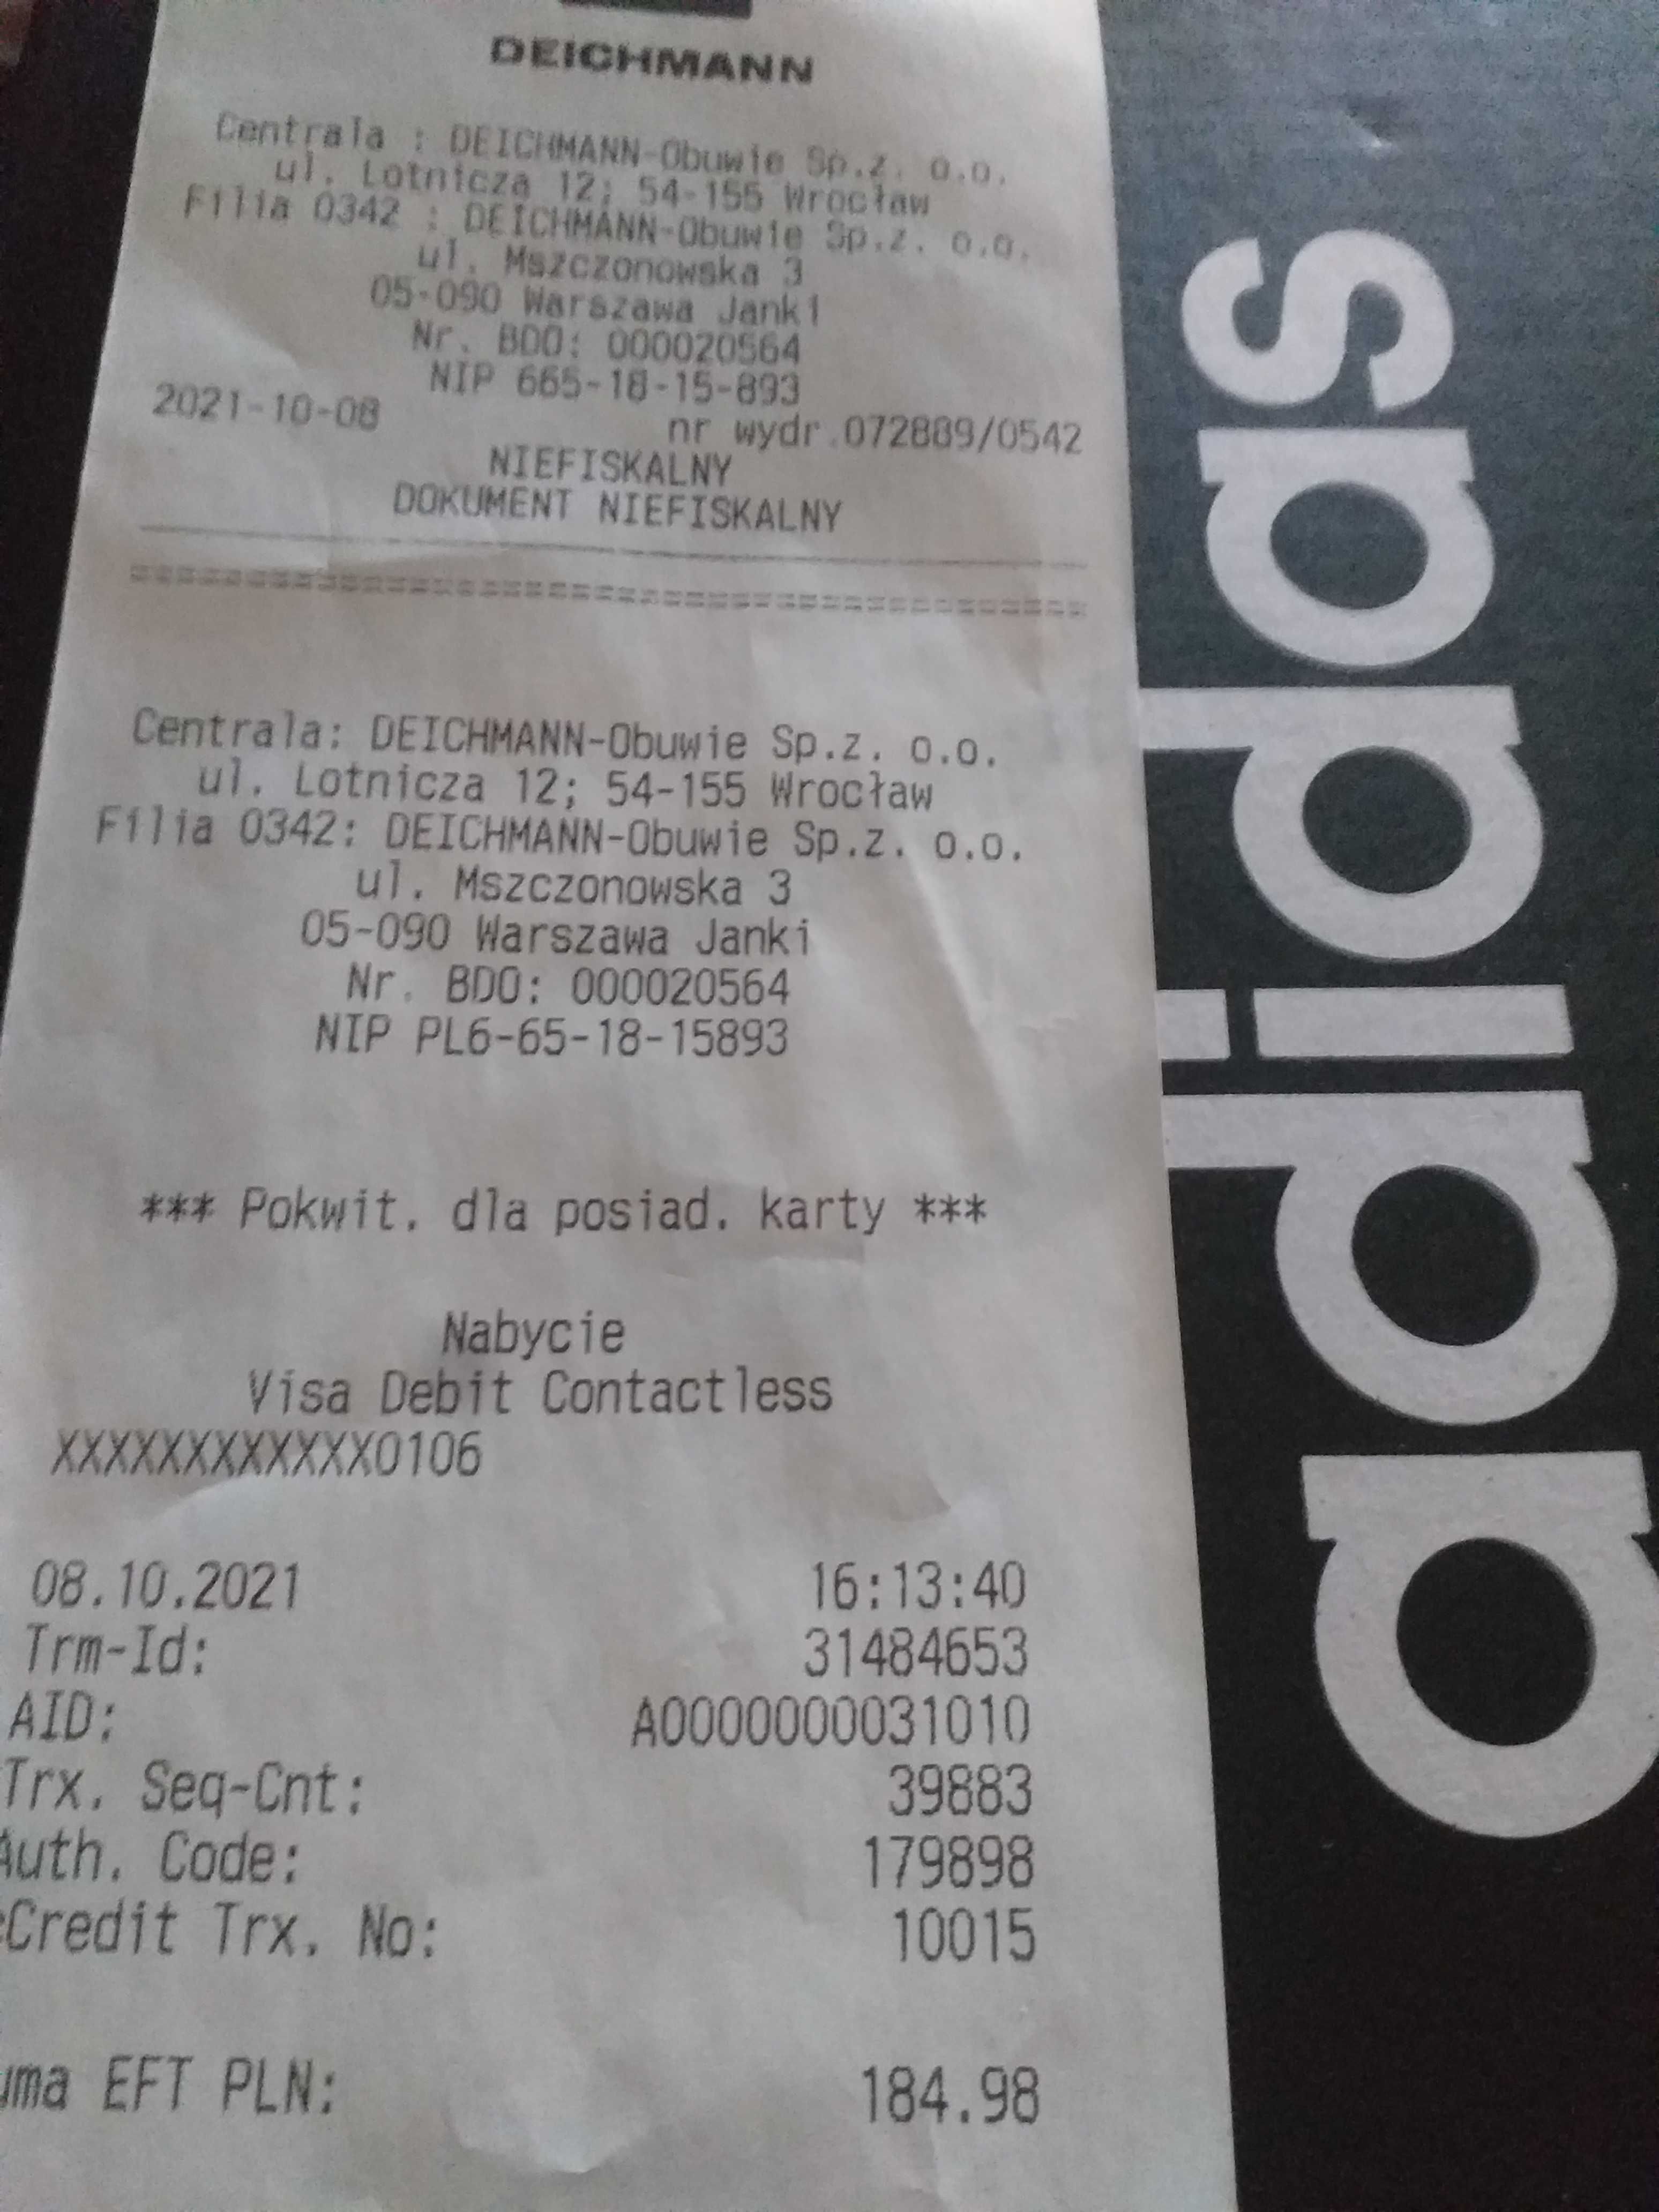 DEICHMANN
Centrala : DEICHMANN-Obuwie Sp.z. o.o.
ul. Lotnicza 12; 54-155 Wrocław
Filia 0342 : DEICHMANN-Obuwie Sp.z. o.o.
ul. Mszczonowska 3
05-090 Warszawa Janki
Nr. BDO: 000020564
NIP 665-18-15-893
2021-10-08 nr wydr.072889/0542
NIEFISKALNY
DOKUMENT NIEFISKALNY
Centrala: DEICHMANN-Obuwie Sp.z. o.o.
ul. Lotnicza 12; 54-155 Wrocław
Filia 0342: DEICHMANN-Obuwie Sp.z. o.o.
ul. Mszczonowska 3
05-090 Warszawa Janki
Nr. BDO: 000020564
NIP PL6-65-18-15893
*** Pokwit. dla posiad. karty ***
Nabycie
Visa Debit Contactless
XXXXXXXXXXXX0106
08.10.2021 16:13:40
Trm-Id: 31484653
AID: A0000000031010
Trx. Seq-Cnt: 39883
Auth. Code: 179898
Credit Trx. No: 10015
uma EFT PLN: 184.98
adidas